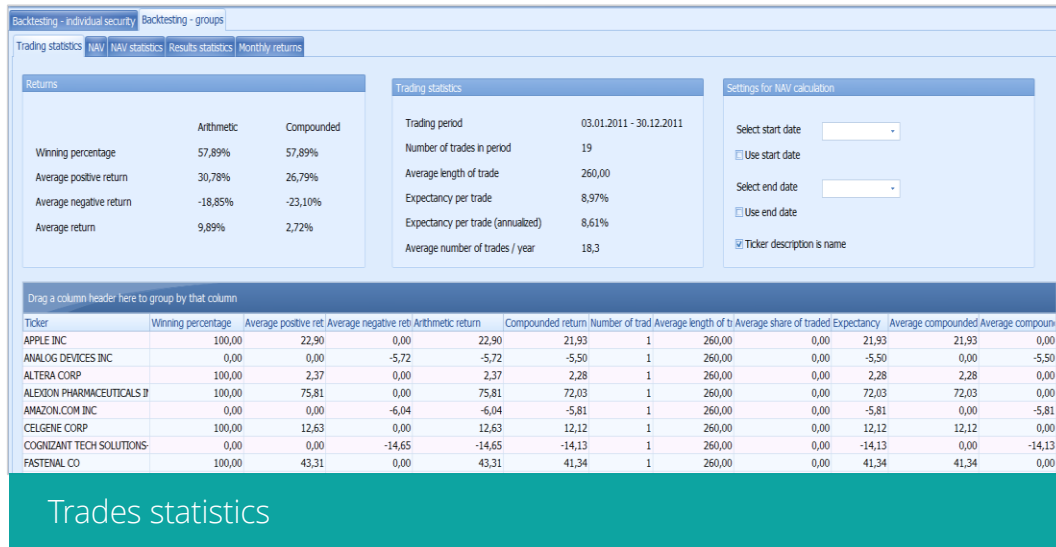 Backtesting - individual security Backtesting - groups
Trading statistics NAV NAV statistics Results statistics Monthly returns
Returns
Arithmetic Compounded
Winning percentage 57,89% 57,89%
Average positive return 30,78% 26,79%
Average negative return -18,85% -23,10%
Average return 9,89% 2,72%
Trading statistics
Trading period 03.01.2011 - 30.12.2011
Number of trades in period 19
Average length of trade 260,00
Expectancy per trade 8,97%
Expectancy per trade (annualized) 8,61%
Average number of trades / year 18,3
Settings for NAV calculation
Select start date
Use start date
Select end date
Use end date
Ticker description is name
Drag a column header here to group by that column
Ticker Winning percentage Average positive ret Average negative reti Arithmetic return Compounded return Number of trad Average length of tr Average share of traded Expectancy Average compounded Average compoun
APPLE INC 100,00 22,90 0,00 22,90 21,93 1 260,00 0,00 21,93 21,93 0,00
ANALOG DEVICES INC 0,00 0,00 -5,72 -5,72 -5,50 1 260,00 0,00 -5,50 0,00 -5,50
ALTERA CORP 100,00 2,37 0,00 2,37 2,28 1 260,00 0,00 2,28 2,28 0,00
ALEXION PHARMACEUTICALS IN 100,00 75,81 0,00 75,81 72,03 1 260,00 0,00 72,03 72,03 0,00
AMAZON.COM INC 0,00 0,00 -6,04 -6,04 -5,81 1 260,00 0,00 -5,81 0,00 -5,81
CELGENE CORP 100,00 12,63 0,00 12,63 12,12 1 260,00 0,00 12,12 12,12 0,00
COGNIZANT TECH SOLUTIONS- 0,00 0,00 -14,65 -14,65 -14,13 1 260,00 0,00 -14,13 0,00 -14,13
FASTENAL CO 100,00 43,31 0,00 43,31 41,34 1 260,00 0,00 41,34 41,34 0,00
Trades statistics